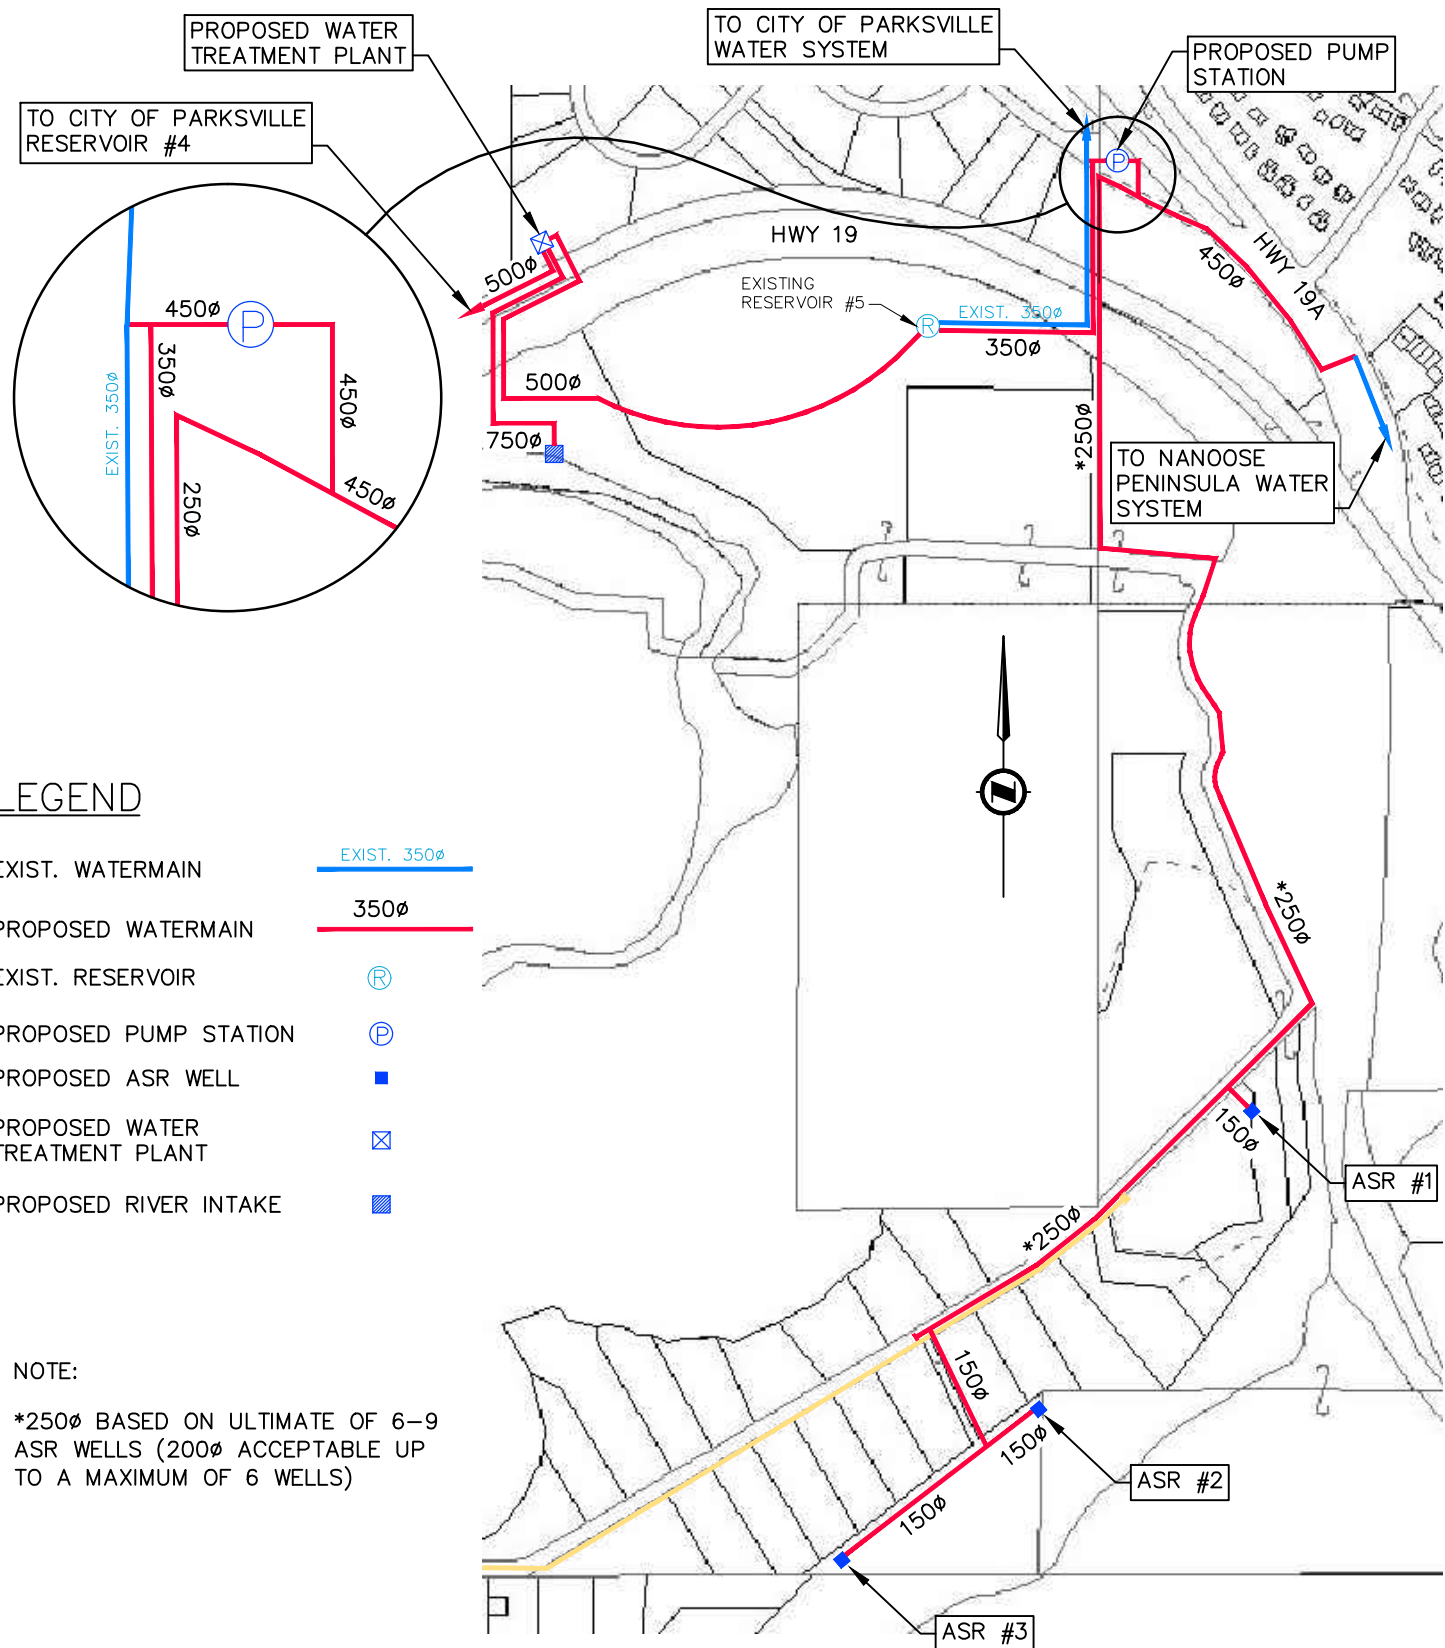 PROPOSED WATER
TREATMENT PLANT
TO CITY OF PARKSVILLE
WATER SYSTEM
PROPOSED PUMP
STATION
TO CITY OF PARKSVILLE
RESERVOIR #4
P
HWY 19
HWY 19A
450ø
500ø
EXISTING
RESERVOIR #5
R
EXIST. 350ø
350ø
500ø
750ø
*250ø
TO NANOOSE
PENINSULA WATER
SYSTEM
450ø
P
350ø
450ø
EXIST. 350ø
250ø
450ø
LEGEND
EXIST. WATERMAIN
EXIST. 350ø
PROPOSED WATERMAIN
350ø
EXIST. RESERVOIR
R
PROPOSED PUMP STATION
P
PROPOSED ASR WELL
PROPOSED WATER
TREATMENT PLANT
PROPOSED RIVER INTAKE
*250ø
150ø
ASR #1
*250ø
150ø
150ø
ASR #2
150ø
ASR #3
NOTE:
*250ø BASED ON ULTIMATE OF 6-9
ASR WELLS (200ø ACCEPTABLE UP
TO A MAXIMUM OF 6 WELLS)